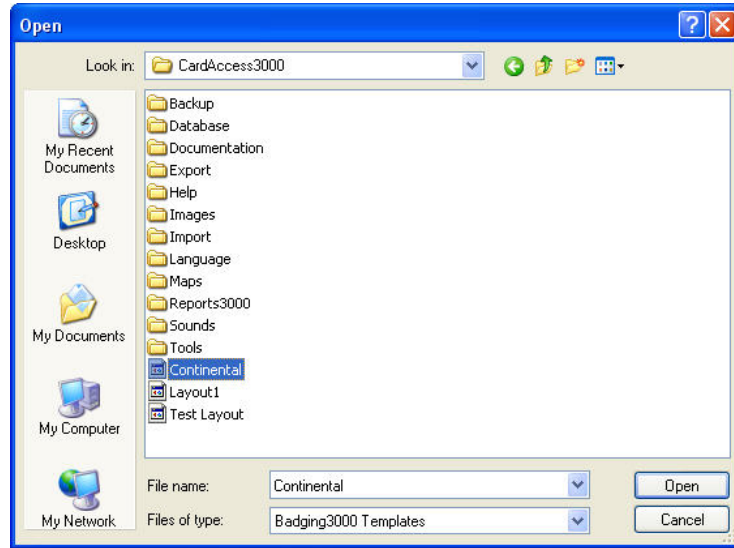 Open
Look in:
CardAccess3000
My Recent
Documents
Desktop
My Documents
My Computer
My Network
Backup
Database
Documentation
Export
Help
Images
Import
Language
Maps
Reports3000
Sounds
Tools
Continental
Layout1
Test Layout
File name:
Continental
Open
Files of type:
Badging3000 Templates
Cancel